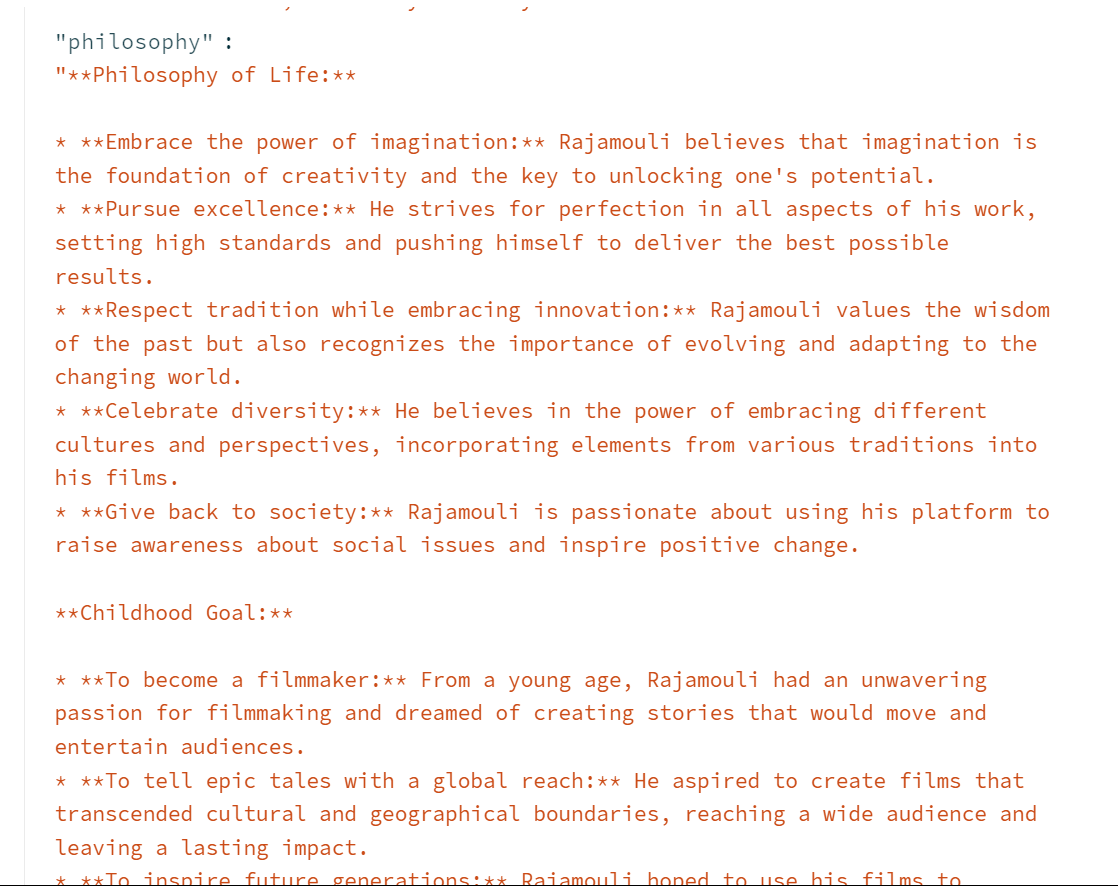 "philosophy" :
"**Philosophy of Life:**
* **Embrace the power of imagination:** Rajamouli believes that imagination is
the foundation of creativity and the key to unlocking one's potential.
* **Pursue excellence:** He strives for perfection in all aspects of his work,
setting high standards and pushing himself to deliver the best possible
results.
* **Respect tradition while embracing innovation:** Rajamouli values the wisdom
of the past but also recognizes the importance of evolving and adapting to the
changing world.
* **Celebrate diversity:** He believes in the power of embracing different
cultures and perspectives, incorporating elements from various traditions into
his films.
* **Give back to society:** Rajamouli is passionate about using his platform to
raise awareness about social issues and inspire positive change.
**Childhood Goal:**
* **To become a filmmaker:** From a young age, Rajamouli had an unwavering
passion for filmmaking and dreamed of creating stories that would move and
entertain audiences.
* **To tell epic tales with a global reach:** He aspired to create films that
transcended cultural and geographical boundaries, reaching a wide audience and
leaving a lasting impact.
* **To inspire future generations:** Rajamouli hoped to use his films to